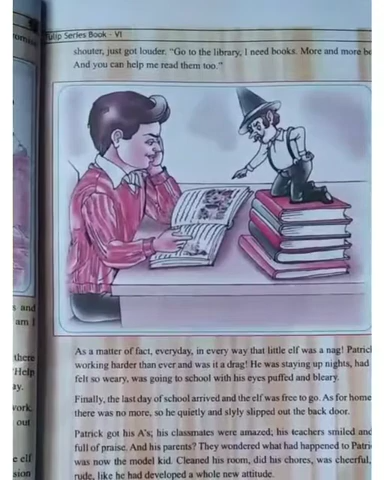 Tulip Series Book - VI
shouter, just got louder. "Go to the library, I need books. More and more
And you can help me read them too."
As a matter of fact, everyday, in every way that little elf was a nag!
working harder than ever and was it a drag! He was staying up nights, had
felt so weary, was going to school with his eyes puffed and bleary.
Finally, the last day of school arrived and the elf was free to go. As for home
there was no more, so he quietly and slyly slipped out the back door.
Patrick got his A's; his classmates were amazed; his teachers smiled and
full of praise. And his parents? They wondered what had happened to
was now the model kid. Cleaned his room, did his chores, was cheerful,
rude, like he had developed a whole new attitude.
s and
am I
there
'Help
ay.
work
out
e elf